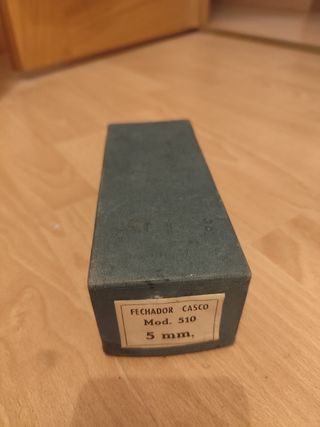 FECHADOR CASCO
Mod. 510
5 mm.